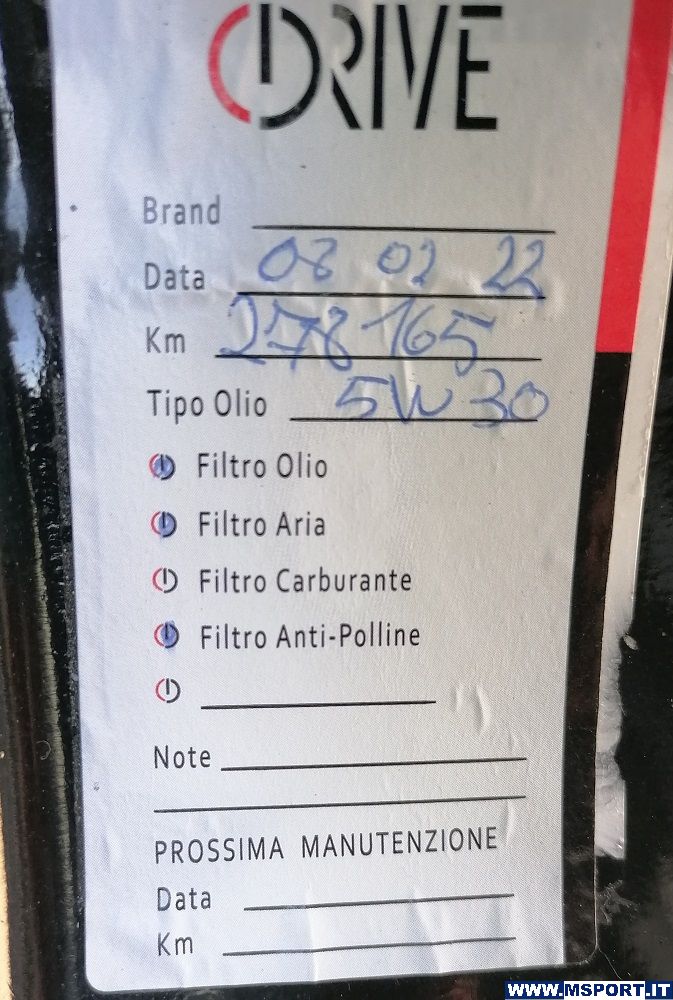 DRIVE
Brand
Data 08 02 22
Km 278165
Tipo Olio 5W30
Filtro Olio
Filtro Aria
Filtro Carburante
Filtro Anti-Polline
Note
PROSSIMA MANUTENZIONE
Data
Km
WWW.MSPORT.IT